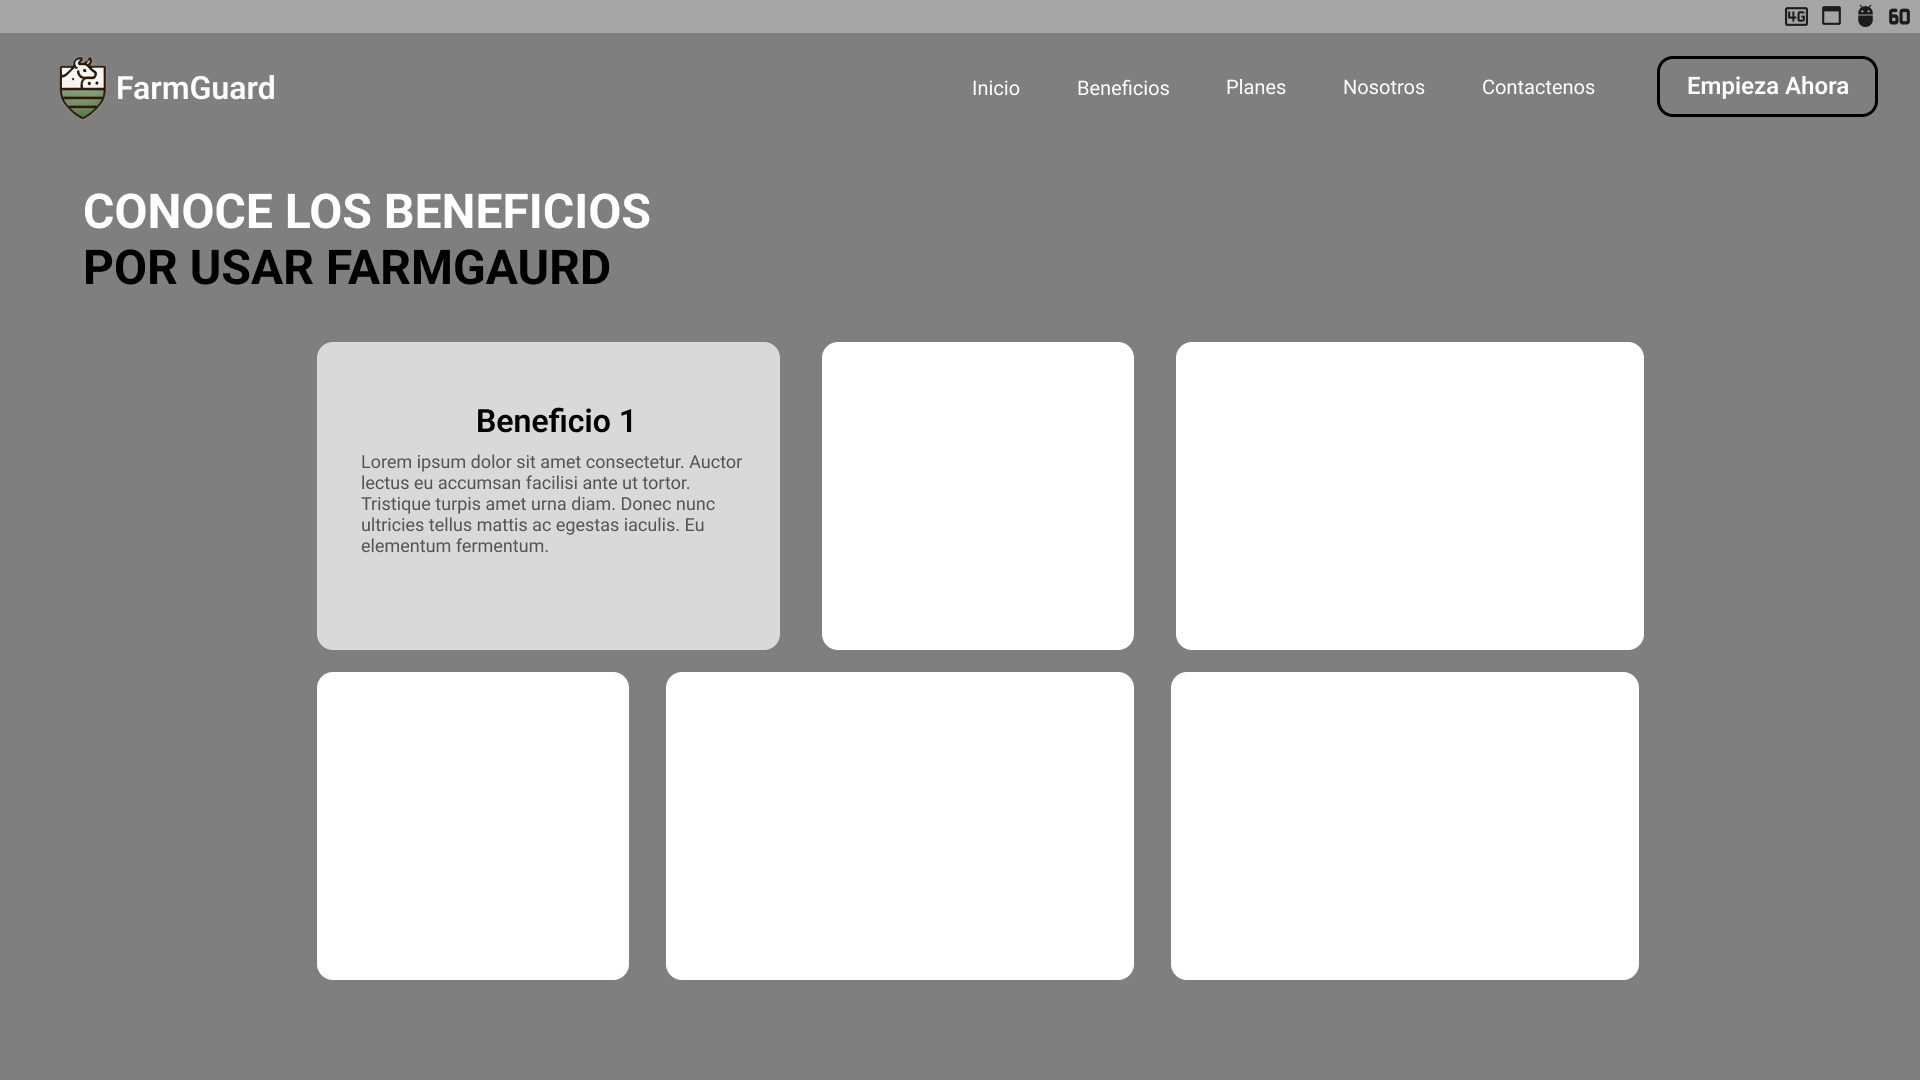 4G
60
FarmGuard
Inicio
Beneficios
Planes
Nosotros
Contactenos
Empieza Ahora
CONOCE LOS BENEFICIOS
POR USAR FARMGAURD
Beneficio 1
Lorem ipsum dolor sit amet consectetur. Auctor
lectus eu accumsan facilisi ante ut tortor.
Tristique turpis amet urna diam. Donec nunc
ultricies tellus mattis ac egestas iaculis. Eu
elementum fermentum.